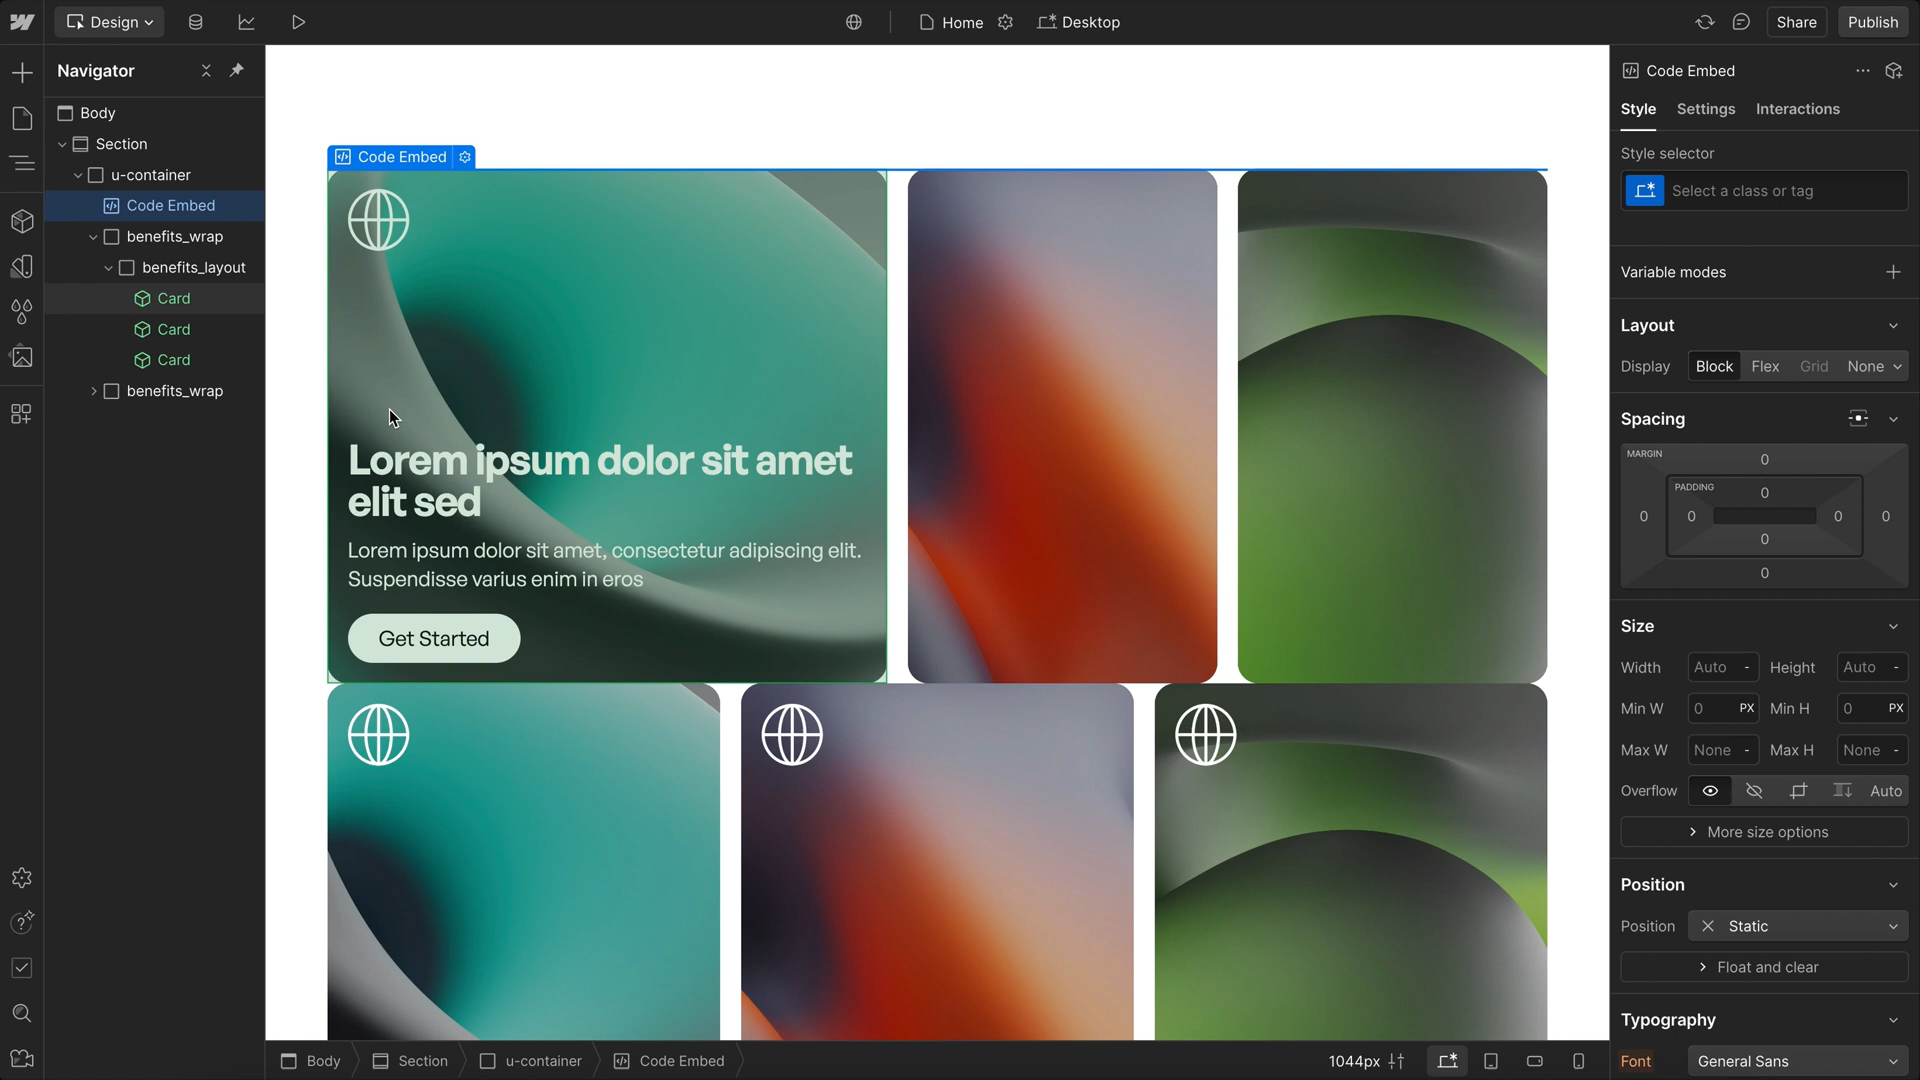 Design
Home
Desktop
Share
Publish
Navigator
Body
Section
u-container
Code Embed
benefits_wrap
benefits_layout
Card
Card
Card
benefits_wrap
Code Embed
Lorem ipsum dolor sit amet
elit sed
Lorem ipsum dolor sit amet, consectetur adipiscing elit.
Suspendisse varius enim in eros
Get Started
Body
Section
u-container
Code Embed
1044px
Code Embed
Style Settings Interactions
Style selector
Select a class or tag
Variable modes
Layout
Display Block Flex Grid None
Spacing
MARGIN
0
PADDING
0
0 0 0 0
0
0
Size
Width Auto - Height Auto -
Min W 0 PX Min H 0 PX
Max W None - Max H None -
Overflow Auto
More size options
Position
Position Static
Float and clear
Typography
Font General Sans